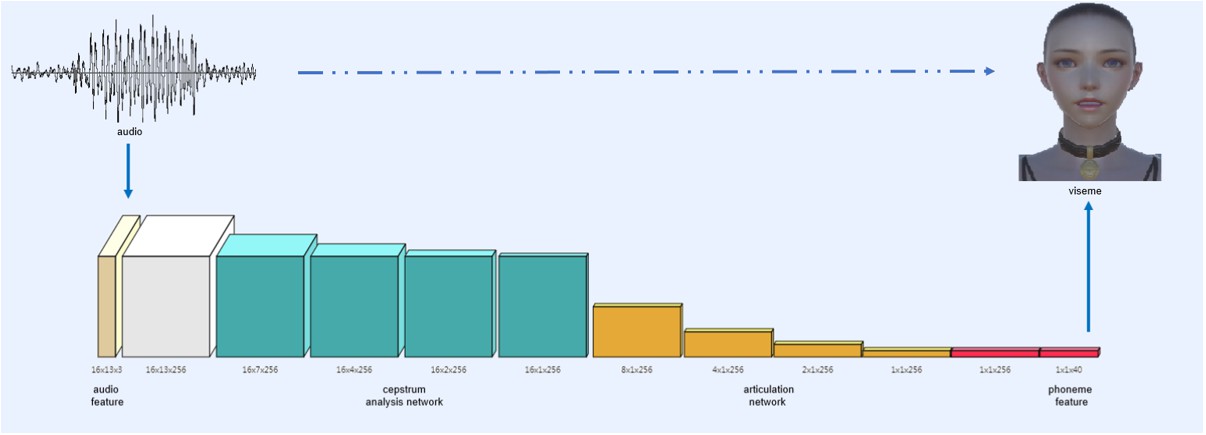 audio
viseme
16x13x3
16x13x256
16x7x256
16x4x256
16x2x256
16x1x256
8x1x256
4x1x256
2x1x256
1x1x256
1x1x256
1x1x40
audio
feature
cepstrum
analysis network
articulation
network
phoneme
feature